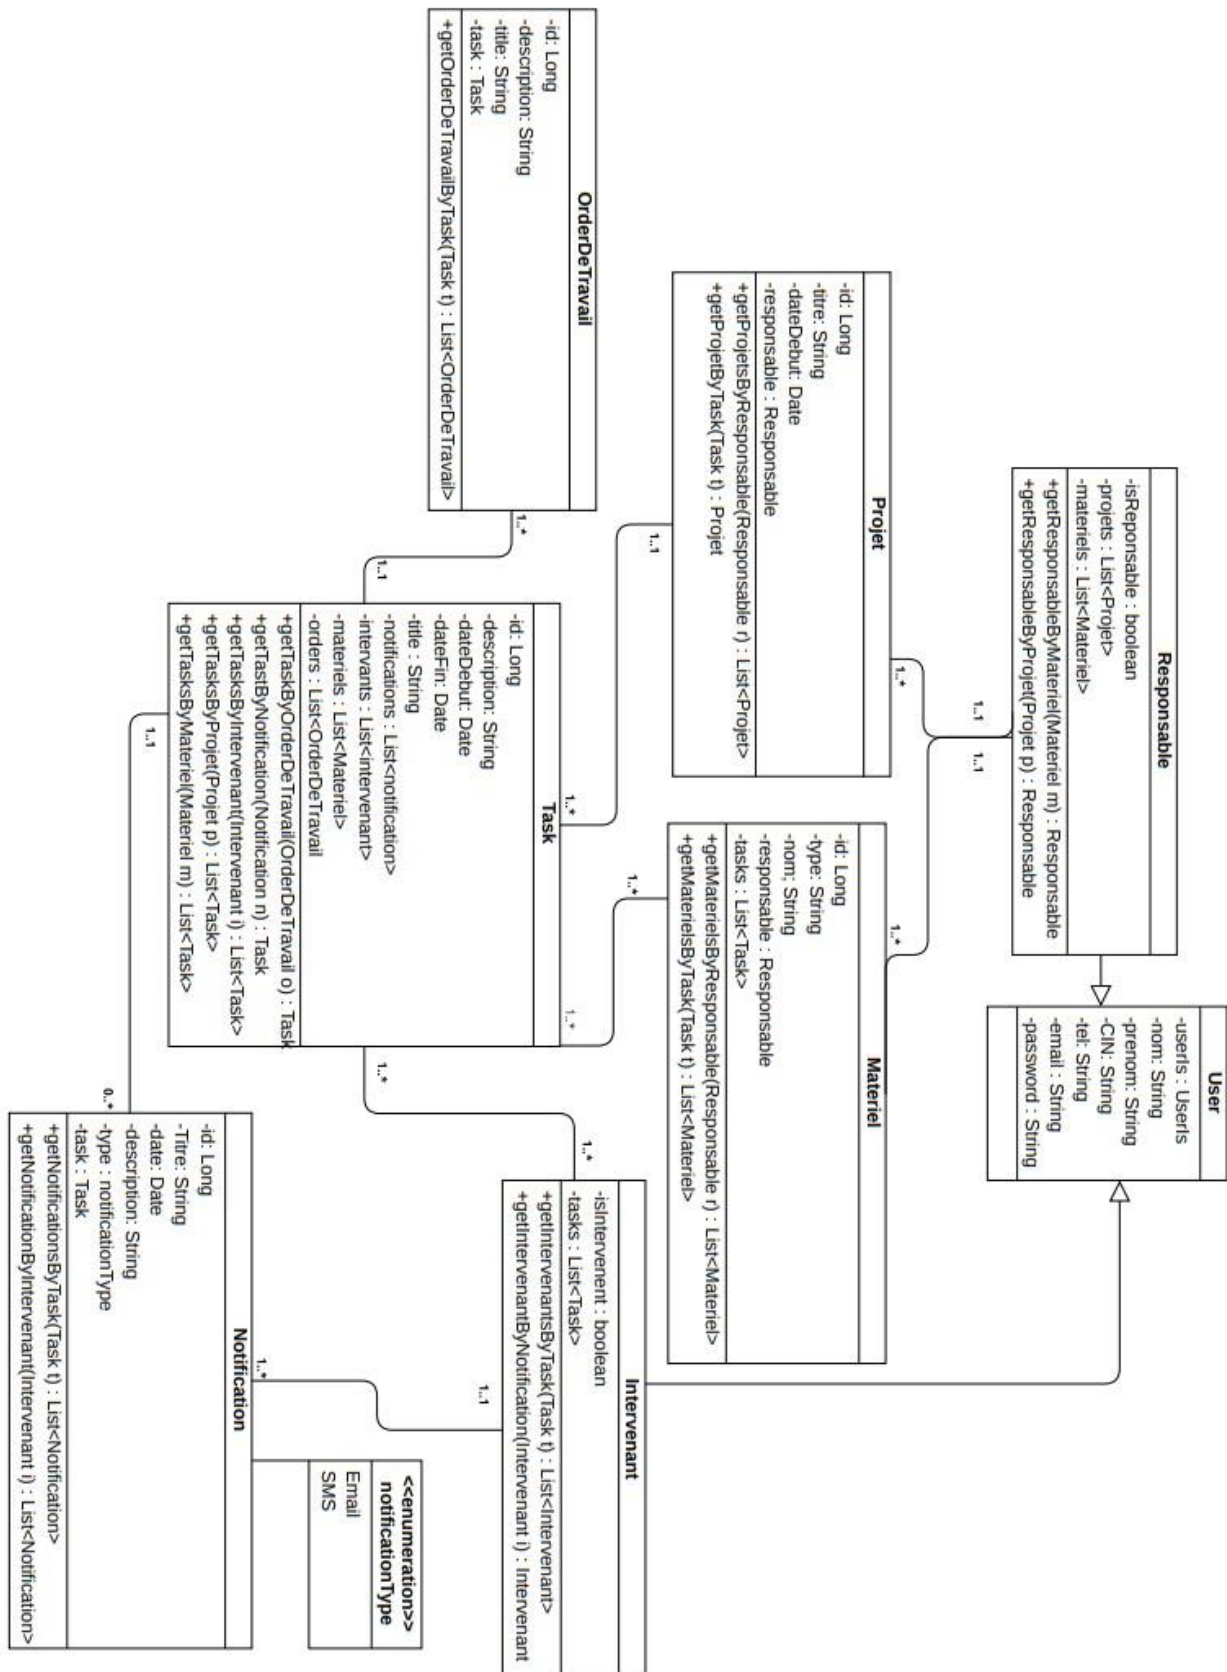 User
-userIs : UserIs
-nom: String
-prenom: String
-CIN: String
-tel: String
-email : String
-password : String
Responsable
-isReponsable : boolean
-projets : List<Projet>
-materiels : List<Materiel>
+getResponsableByMateriel(Materiel m) : Responsable
+getResponsableByProjet(Projet p) : Responsable
1..1
1..1
1..*
1..*
Projet
-id: Long
-titre: String
-dateDebut: Date
-responsable : Responsable
+getProjetsByResponsable(Responsable r) : List<Projet>
+getProjetByTask(Task t) : Projet
1..1
Materiel
-id: Long
-type: String
-nom; String
-responsable : Responsable
-tasks : List<Task>
+getMaterielsByResponsable(Responsable r) : List<Materiel>
+getMaterielsByTask(Task t) : List<Materiel>
1..*
Intervenant
-isIntervenent : boolean
-tasks : List<Task>
+getIntervenantsByTask(Task t) : List<Intervenant>
+getIntervenantByNotification(Intervenant i) : Intervenant
1..*
1..1
OrderDeTravail
-id: Long
-description: String
-title: String
-task : Task
+getOrderDeTravailByTask(Task t) : List<OrderDeTravail>
1..*
1..1
1..*
1..*
1..*
Task
-id: Long
-description: String
-dateDebut: Date
-dateFin: Date
-title : String
-notifications : List<notification>
-intervants : List<intervenant>
-materiels : List<Materiel>
-orders : List<OrderDeTravail
+getTaskByOrderDeTravail(OrderDeTravail o) : Task
+getTastByNotification(Notification n) : Task
+getTasksByIntervenant(Intervenant i) : List<Task>
+getTasksByProjet(Projet p) : List<Task>
+getTasksByMateriel(Materiel m) : List<Task>
1..1
0..*
1..*
<<enumeration>>
notificationType
Email
SMS
Notification
-id: Long
-Titre: String
-date: Date
-description: String
-type : notificationType
-task : Task
+getNotificationsByTask(Task t) : List<Notification>
+getNotificationByIntervenant(Intervenant i) : List<Notification>